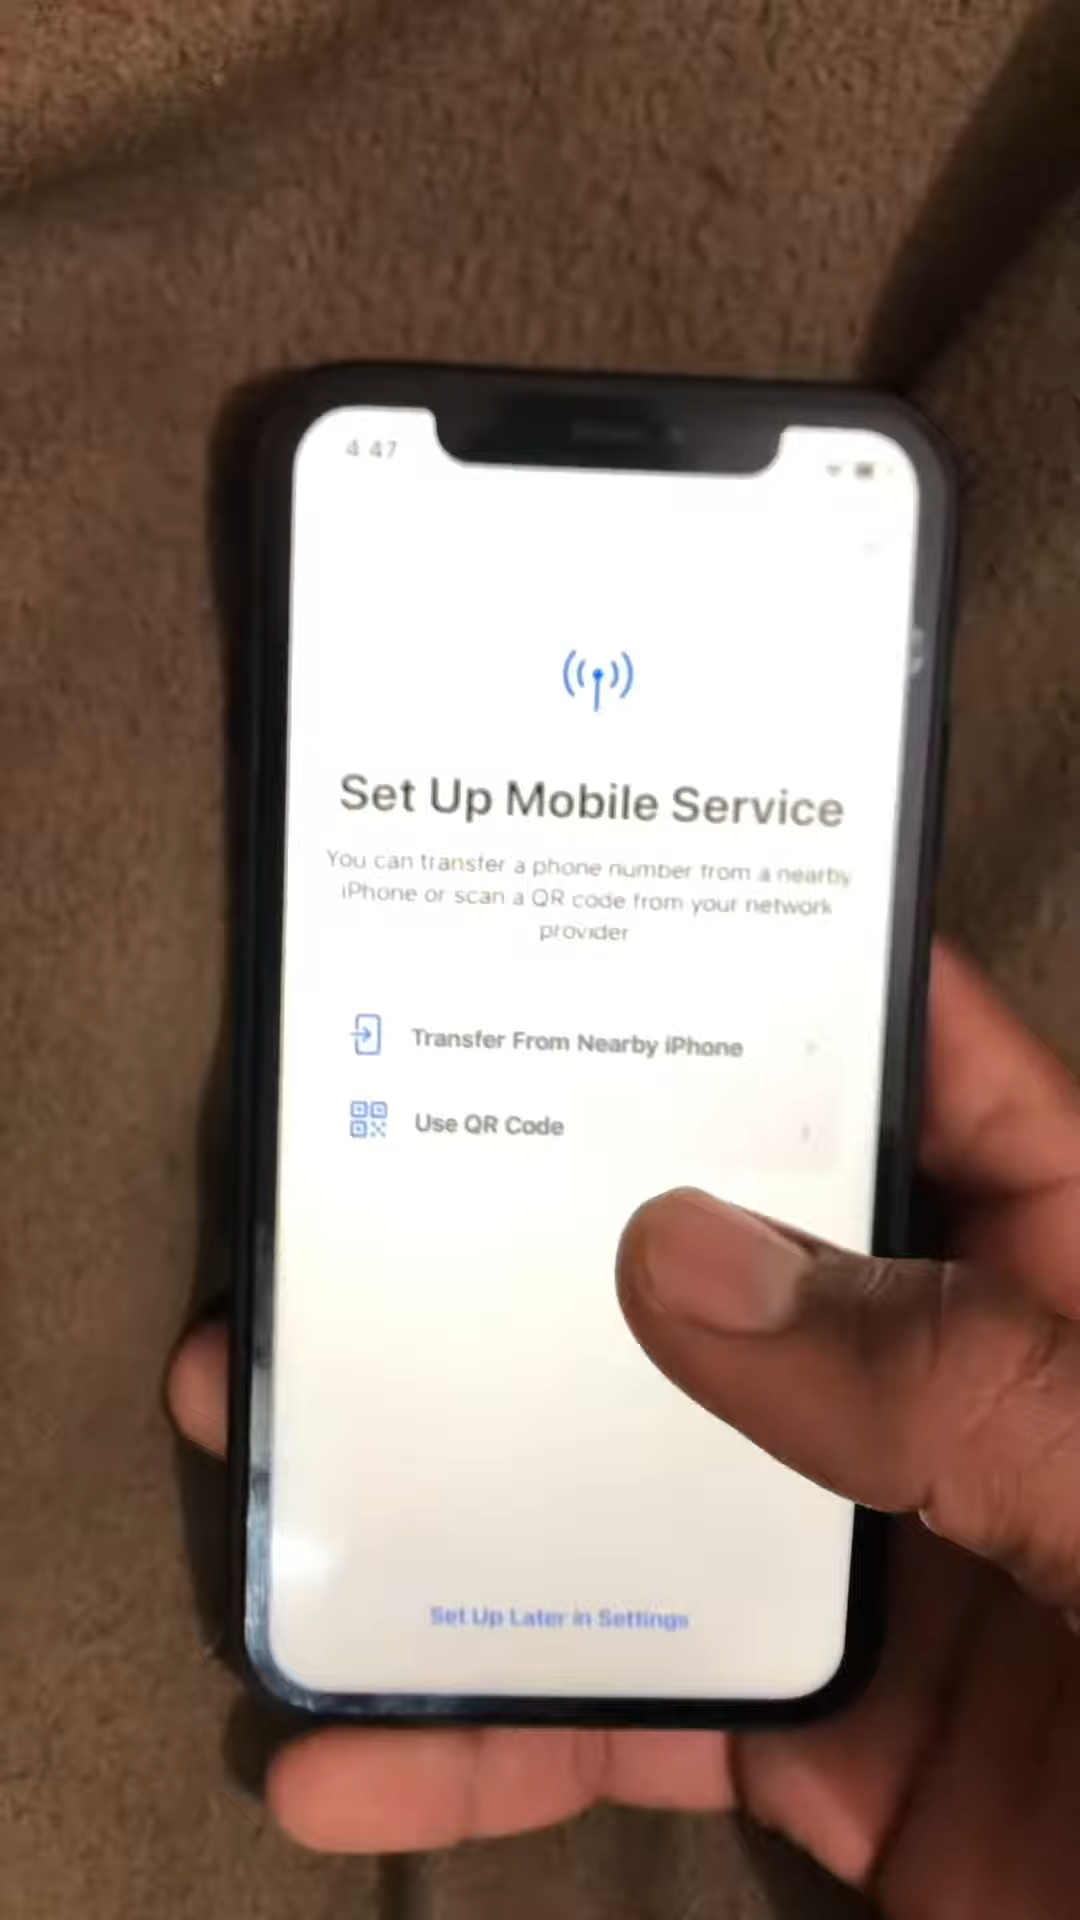 4 47
Set Up Mobile Service
You can transfer a phone number from a nearby
iPhone or scan a QR code from your network
provider
Transfer From Nearby iPhone
Use QR Code
Set Up Later in Settings